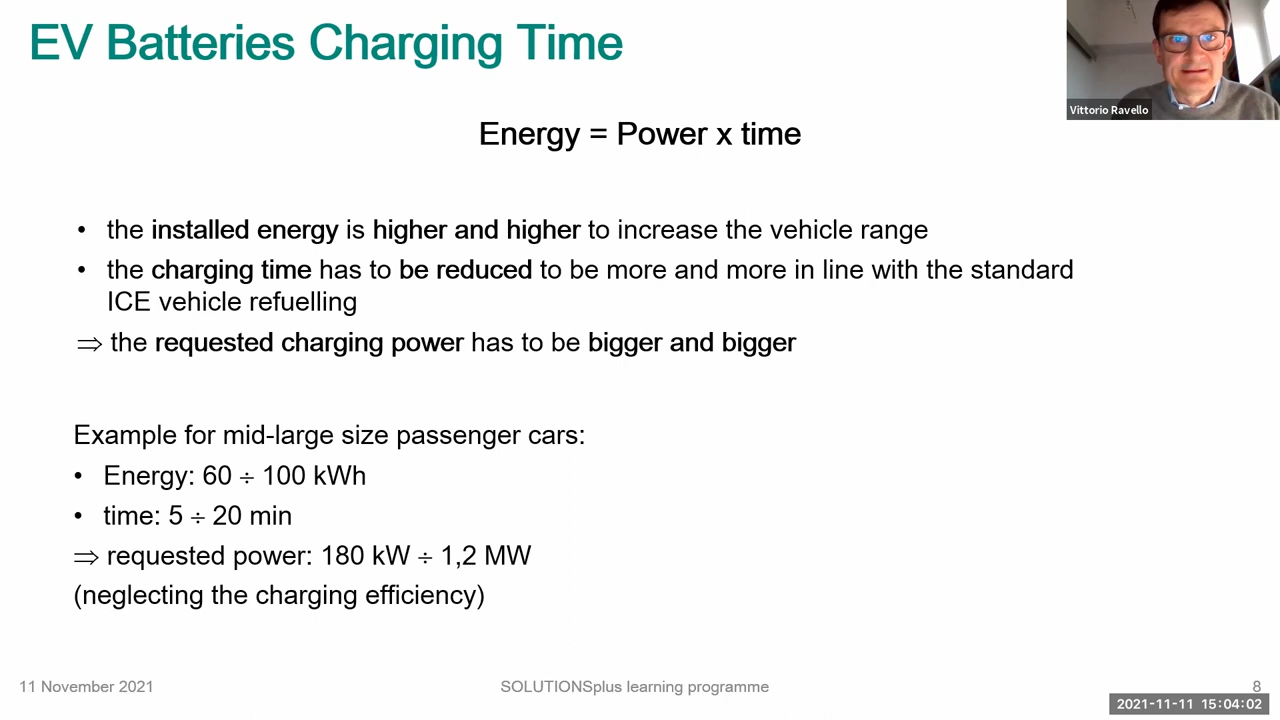 EV Batteries Charging Time
Vittorio Ravello
Energy = Power x time
• the installed energy is higher and higher to increase the vehicle range
• the charging time has to be reduced to be more and more in line with the standard
ICE vehicle refuelling
⇒ the requested charging power has to be bigger and bigger
Example for mid-large size passenger cars:
• Energy: 60 ÷ 100 kWh
• time: 5 ÷ 20 min
⇒ requested power: 180 kW ÷ 1,2 MW
(neglecting the charging efficiency)
11 November 2021
SOLUTIONSplus learning programme
8
2021-11-11 15:04:02